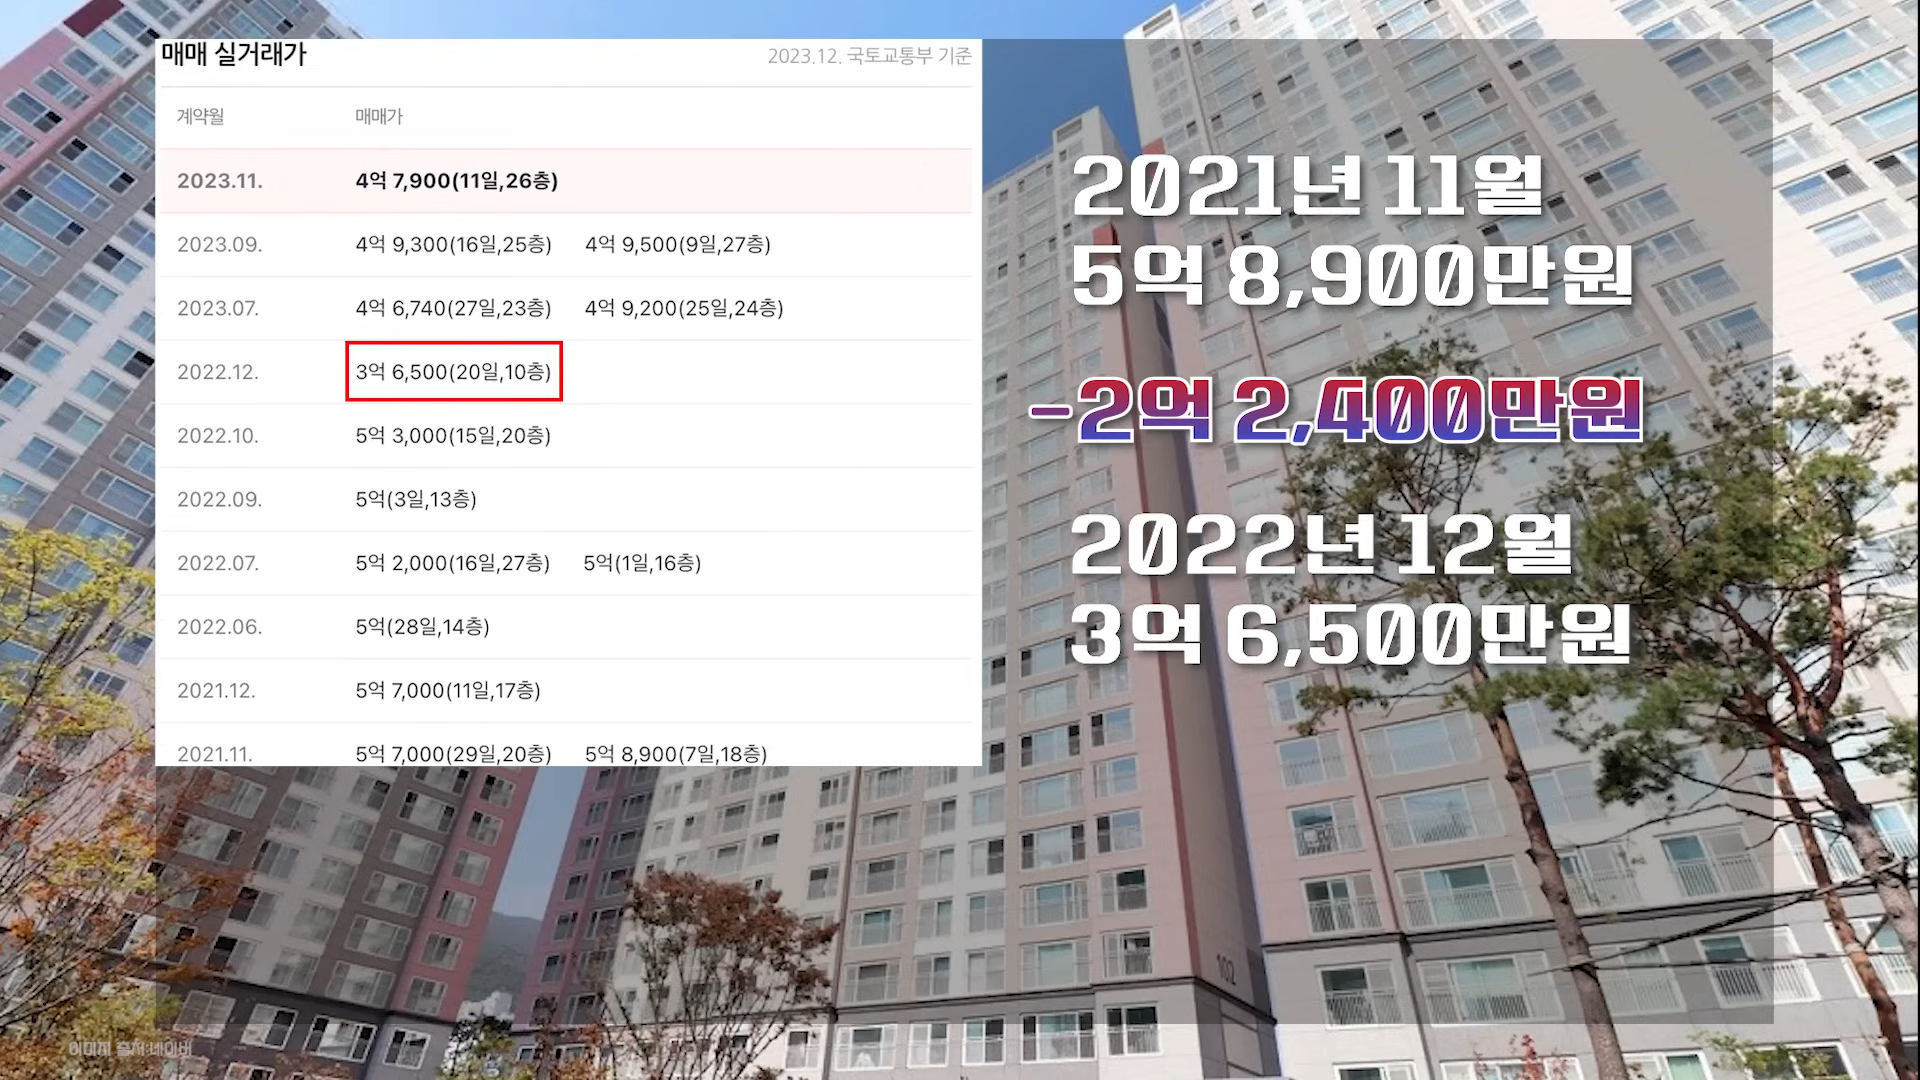 매매 실거래가
2023.12. 국토교통부 기준
계약월 매매가
2023.11. 4억 7,900(11일,26층)
2023.09. 4억 9,300(16일,25층) 4억 9,500(9일,27층)
2023.07. 4억 6,740(27일,23층) 4억 9,200(25일,24층)
2022.12. 3억 6,500(20일,10층)
2022.10. 5억 3,000(15일,20층)
2022.09. 5억(3일,13층)
2022.07. 5억 2,000(16일,27층) 5억(1일,16층)
2022.06. 5억(28일,14층)
2021.12. 5억 7,000(11일,17층)
2021.11. 5억 7,000(29일,20층) 5억 8,900(7일,18층)
2021년 11월
5억 8,900만원
-2억 2,400만원
2022년 12월
3억 6,500만원
102
이미지 출처:네이버